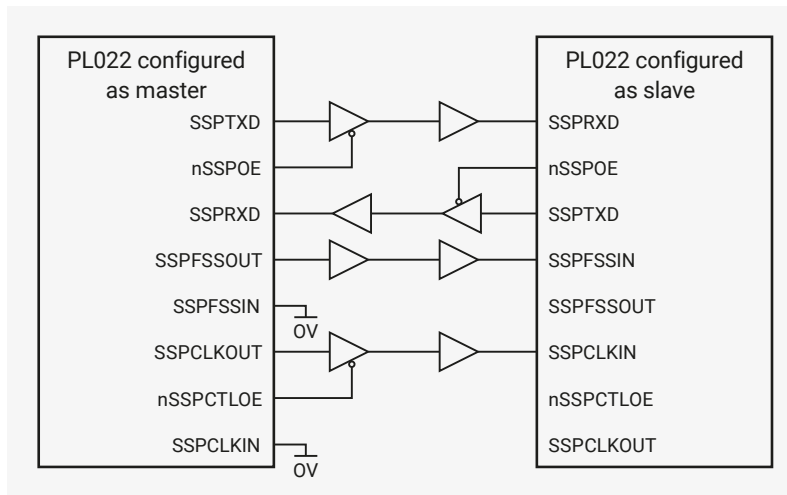 PL022 configured
as master
SSPTXD
nSSPOE
SSPRXD
SSPFSSOUT
SSPFSSIN
0V
SSPCLKOUT
nSSPCTLOE
SSPCLKIN
0V
PL022 configured
as slave
SSPRXD
nSSPOE
SSPTXD
SSPFSSIN
SSPFSSOUT
SSPCLKIN
nSSPCTLOE
SSPCLKOUT